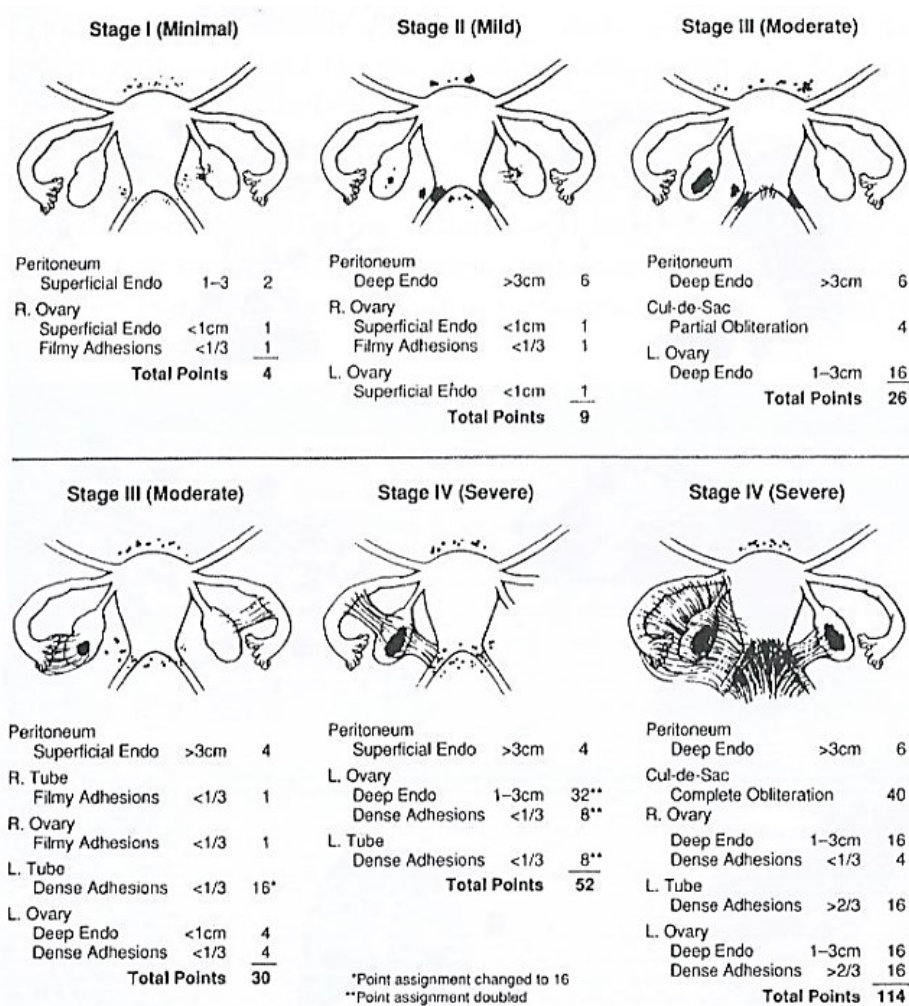 Stage I (Minimal)
Peritoneum
Superficial Endo 1–3 2
R. Ovary
Superficial Endo <1cm 1
Filmy Adhesions <1/3 1
Total Points 4
Stage II (Mild)
Peritoneum
Deep Endo >3cm 6
R. Ovary
Superficial Endo <1cm 1
Filmy Adhesions <1/3 1
L. Ovary
Superficial Endo <1cm 1
Total Points 9
Stage III (Moderate)
Peritoneum
Deep Endo >3cm 6
Cul-de-Sac
Partial Obliteration 4
L. Ovary
Deep Endo 1–3cm 16
Total Points 26
Stage III (Moderate)
Peritoneum
Superficial Endo >3cm 4
R. Tube
Filmy Adhesions <1/3 1
R. Ovary
Filmy Adhesions <1/3 1
L. Tube
Dense Adhesions <1/3 16*
L. Ovary
Deep Endo <1cm 4
Dense Adhesions <1/3 4
Total Points 30
Stage IV (Severe)
Peritoneum
Superficial Endo >3cm 4
L. Ovary
Deep Endo 1–3cm 32**
Dense Adhesions <1/3 8**
L. Tube
Dense Adhesions <1/3 8**
Total Points 52
*Point assignment changed to 16
**Point assignment doubled
Stage IV (Severe)
Peritoneum
Deep Endo >3cm 6
Cul-de-Sac
Complete Obliteration 40
R. Ovary
Deep Endo 1–3cm 16
Dense Adhesions <1/3 4
L. Tube
Dense Adhesions >2/3 16
L. Ovary
Deep Endo 1–3cm 16
Dense Adhesions >2/3 16
Total Points 114